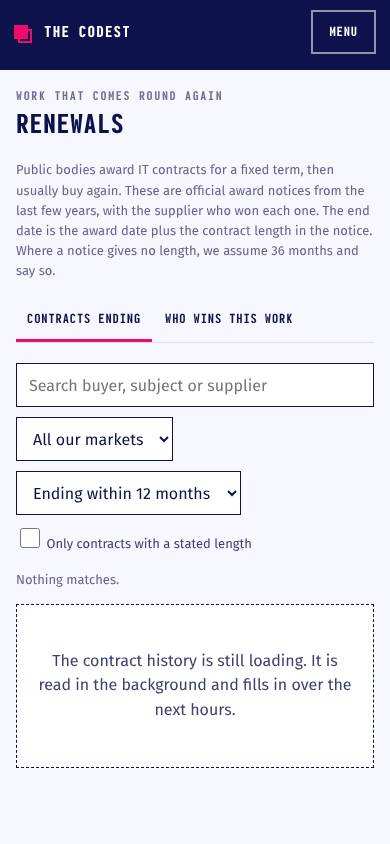 THE CODEST
MENU
WORK THAT COMES ROUND AGAIN
RENEWALS
Public bodies award IT contracts for a fixed term, then
usually buy again. These are official award notices from the
last few years, with the supplier who won each one. The end
date is the award date plus the contract length in the notice.
Where a notice gives no length, we assume 36 months and
say so.
CONTRACTS ENDING
WHO WINS THIS WORK
Search buyer, subject or supplier
All our markets
Ending within 12 months
Only contracts with a stated length
Nothing matches.
The contract history is still loading. It is
read in the background and fills in over the
next hours.